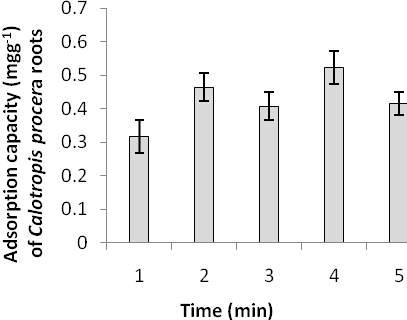 Adsorption capacity (mgg⁻¹)
of Calotropis procera roots
0.7
0.6
0.5
0.4
0.3
0.2
0.1
0
1 2 3 4 5
Time (min)